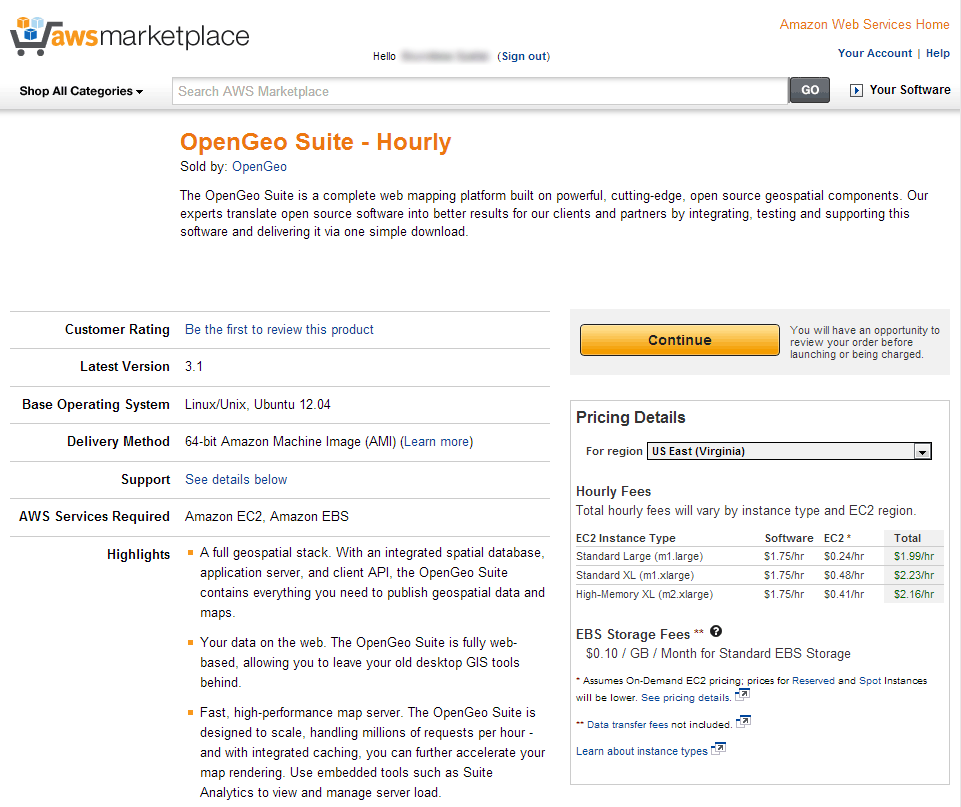 awsmarketplace
Amazon Web Services Home
Hello (Sign out)
Your Account | Help
Shop All Categories
Search AWS Marketplace
GO
Your Software
OpenGeo Suite - Hourly
Sold by: OpenGeo
The OpenGeo Suite is a complete web mapping platform built on powerful, cutting-edge, open source geospatial components. Our
experts translate open source software into better results for our clients and partners by integrating, testing and supporting this
software and delivering it via one simple download.
Customer Rating Be the first to review this product
Latest Version 3.1
Base Operating System Linux/Unix, Ubuntu 12.04
Delivery Method 64-bit Amazon Machine Image (AMI) (Learn more)
Support See details below
AWS Services Required Amazon EC2, Amazon EBS
Highlights
A full geospatial stack. With an integrated spatial database,
application server, and client API, the OpenGeo Suite
contains everything you need to publish geospatial data and
maps.
Your data on the web. The OpenGeo Suite is fully web-
based, allowing you to leave your old desktop GIS tools
behind.
Fast, high-performance map server. The OpenGeo Suite is
designed to scale, handling millions of requests per hour -
and with integrated caching, you can further accelerate your
map rendering. Use embedded tools such as Suite
Analytics to view and manage server load.
Continue
You will have an opportunity to
review your order before
launching or being charged.
Pricing Details
For region US East (Virginia)
Hourly Fees
Total hourly fees will vary by instance type and EC2 region.
EC2 Instance Type Software EC2 * Total
Standard Large (m1.large) $1.75/hr $0.24/hr $1.99/hr
Standard XL (m1.xlarge) $1.75/hr $0.48/hr $2.23/hr
High-Memory XL (m2.xlarge) $1.75/hr $0.41/hr $2.16/hr
EBS Storage Fees ** ?
$0.10 / GB / Month for Standard EBS Storage
* Assumes On-Demand EC2 pricing; prices for Reserved and Spot Instances
will be lower. See pricing details.
** Data transfer fees not included.
Learn about instance types